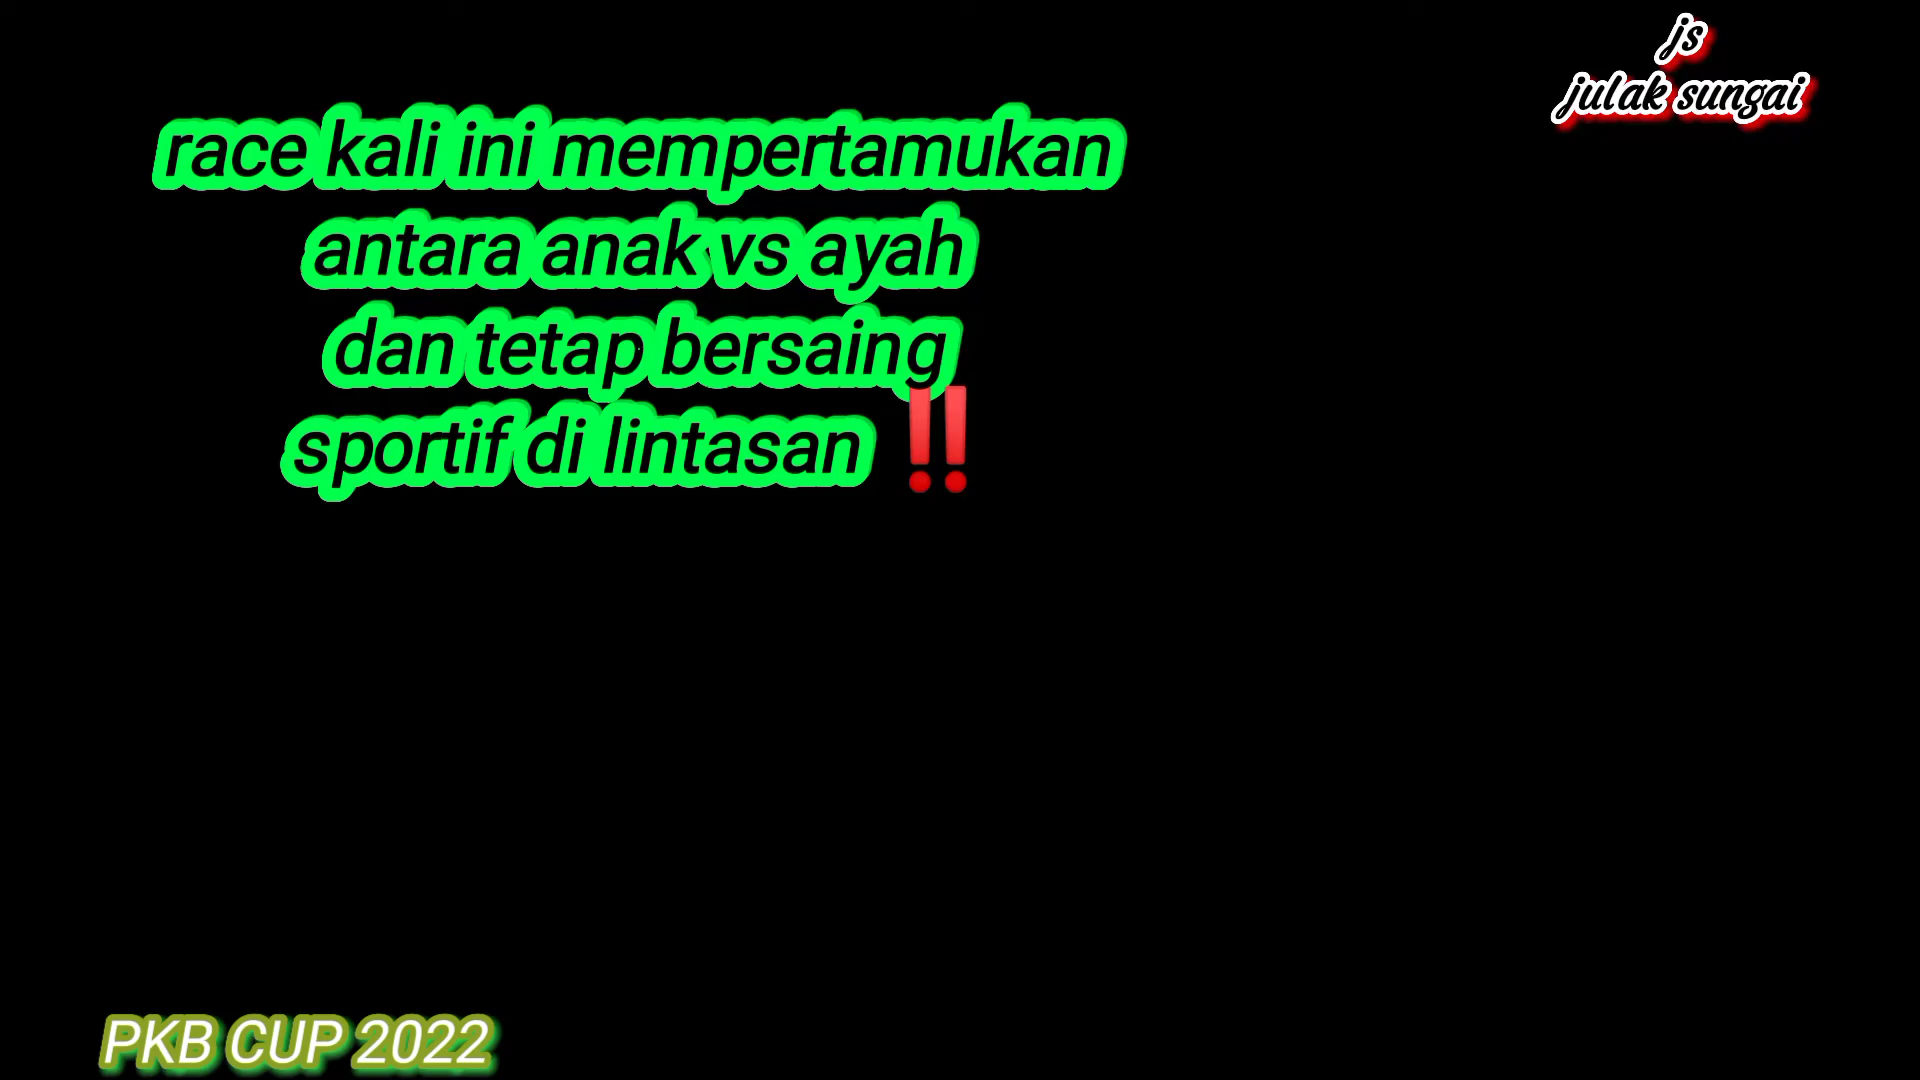 js
julak sungai
race kali ini mempertamukan
antara anak vs ayah
dan tetap bersaing
sportif di lintasan ‼️
PKB CUP 2022